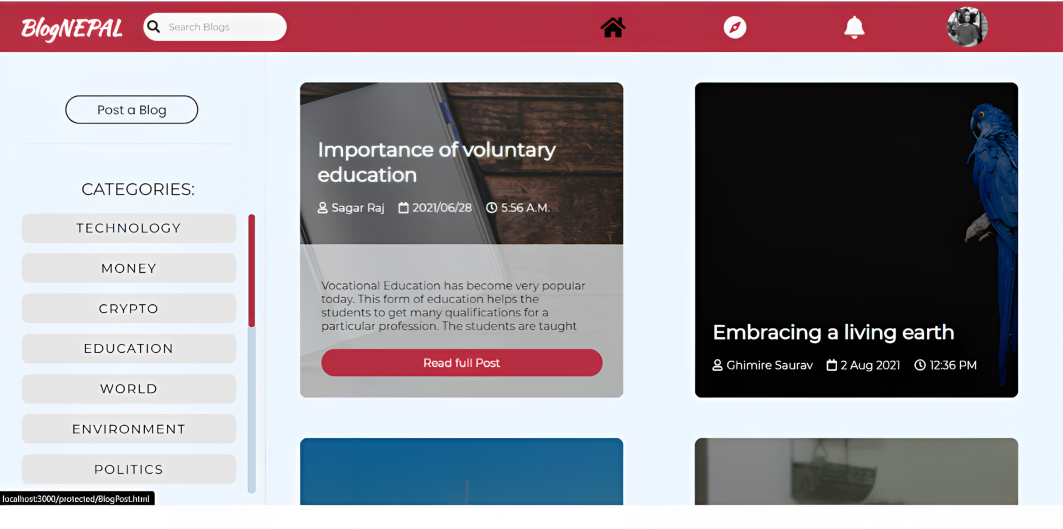 BlogNEPAL
Search Blogs
Post a Blog
CATEGORIES:
TECHNOLOGY
MONEY
CRYPTO
EDUCATION
WORLD
ENVIRONMENT
POLITICS
Importance of voluntary
education
Sagar Raj 2021/06/28 5:56 A.M.
Vocational Education has become very popular
today. This form of education helps the
students to get many qualifications for a
particular profession. The students are taught
Read full Post
Embracing a living earth
Ghimire Saurav 2 Aug 2021 12:36 PM
localhost:3000/protected/BlogPost.html